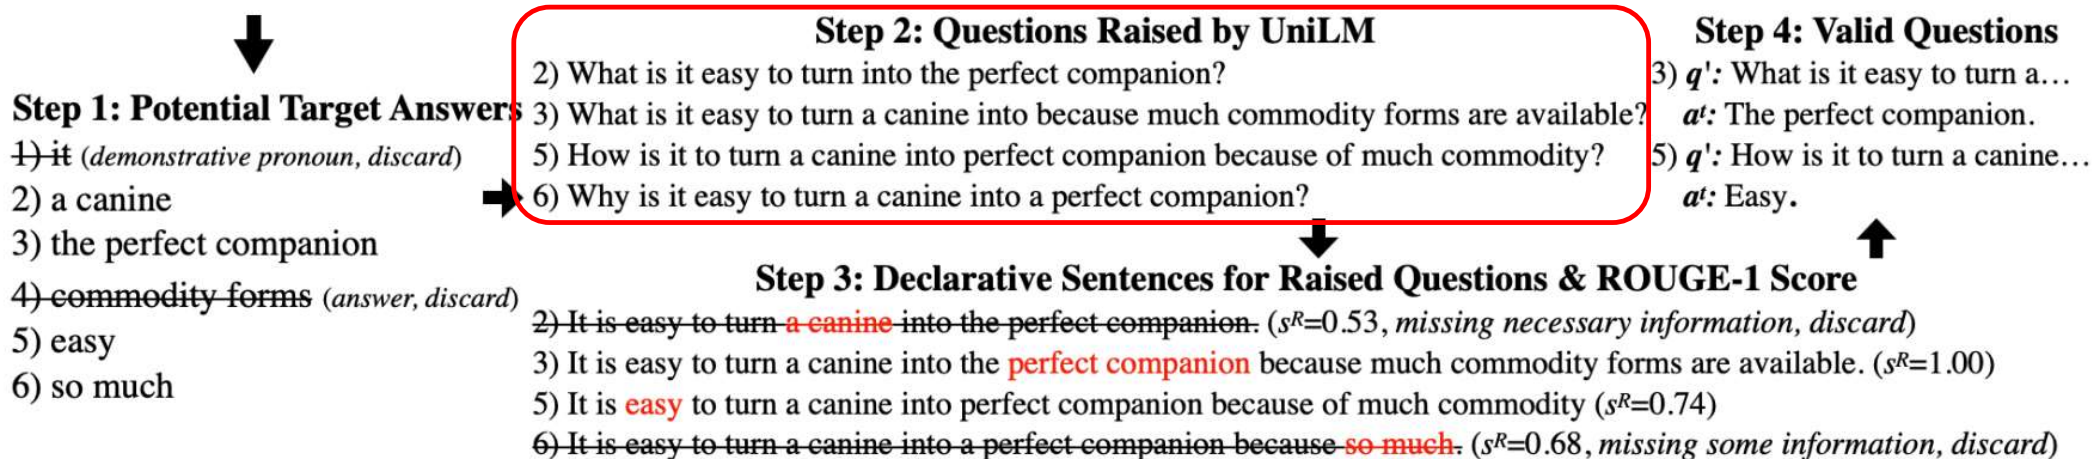 Step 1: Potential Target Answers
1) it (demonstrative pronoun, discard)
2) a canine
3) the perfect companion
4) commodity forms (answer, discard)
5) easy
6) so much
Step 2: Questions Raised by UniLM
2) What is it easy to turn into the perfect companion?
3) What is it easy to turn a canine into because much commodity forms are available?
5) How is it to turn a canine into perfect companion because of much commodity?
6) Why is it easy to turn a canine into a perfect companion?
Step 3: Declarative Sentences for Raised Questions & ROUGE-1 Score
2) It is easy to turn a canine into the perfect companion. (sᴿ=0.53, missing necessary information, discard)
3) It is easy to turn a canine into the perfect companion because much commodity forms are available. (sᴿ=1.00)
5) It is easy to turn a canine into perfect companion because of much commodity (sᴿ=0.74)
6) It is easy to turn a canine into a perfect companion because so much. (sᴿ=0.68, missing some information, discard)
Step 4: Valid Questions
3) q': What is it easy to turn a…
aᵗ: The perfect companion.
5) q': How is it to turn a canine…
aᵗ: Easy.